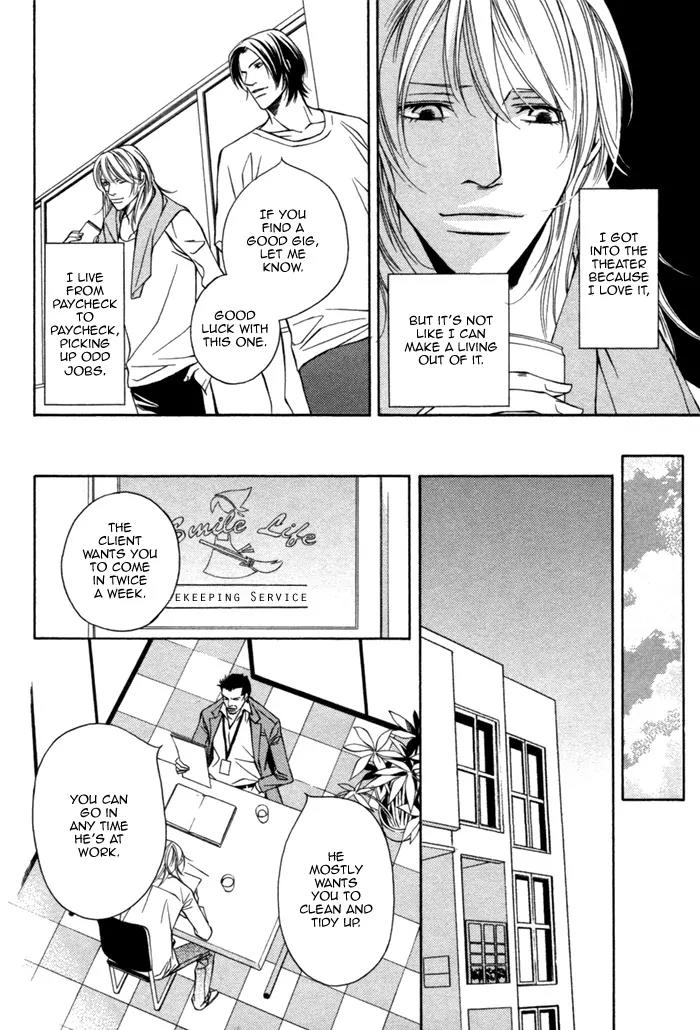 I GOT
INTO THE
THEATER
BECAUSE
I LOVE IT,
BUT IT'S NOT
LIKE I CAN
MAKE A LIVING
OUT OF IT.
IF YOU
FIND A
GOOD GIG,
LET ME
KNOW.
GOOD
LUCK WITH
THIS ONE.
I LIVE
FROM
PAYCHECK
TO
PAYCHECK,
PICKING
UP ODD
JOBS.
Smile Life
EKEEPING SERVICE
THE
CLIENT
WANTS YOU
TO COME
IN TWICE
A WEEK.
HE
MOSTLY
WANTS
YOU TO
CLEAN AND
TIDY UP.
YOU CAN
GO IN
ANY TIME
HE'S AT
WORK.